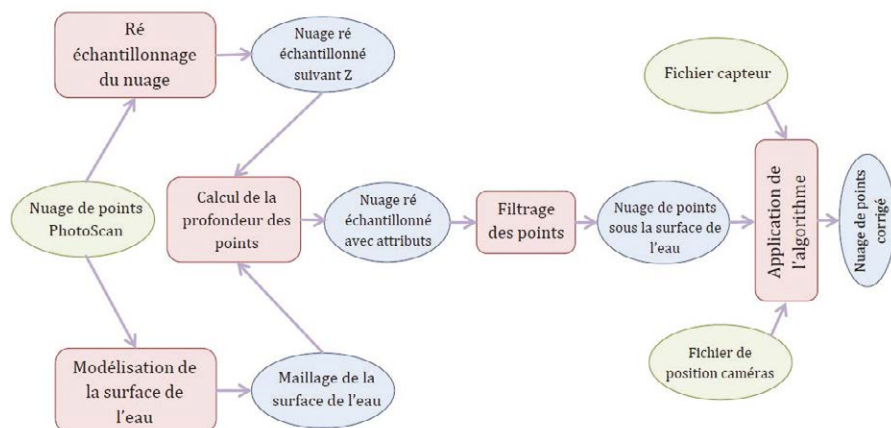 Ré
échantillonnage
du nuage
Nuage ré
échantillonné
suivant Z
Fichier capteur
Nuage de points
PhotoScan
Calcul de la
profondeur des
points
Nuage ré
échantillonné
avec attributs
Filtrage
des points
Nuage de points
sous la surface de
l'eau
Application de
l'algorithme
Nuage de points
corrigé
Modélisation de
la surface de
l'eau
Maillage de la
surface de l'eau
Fichier de
position caméras